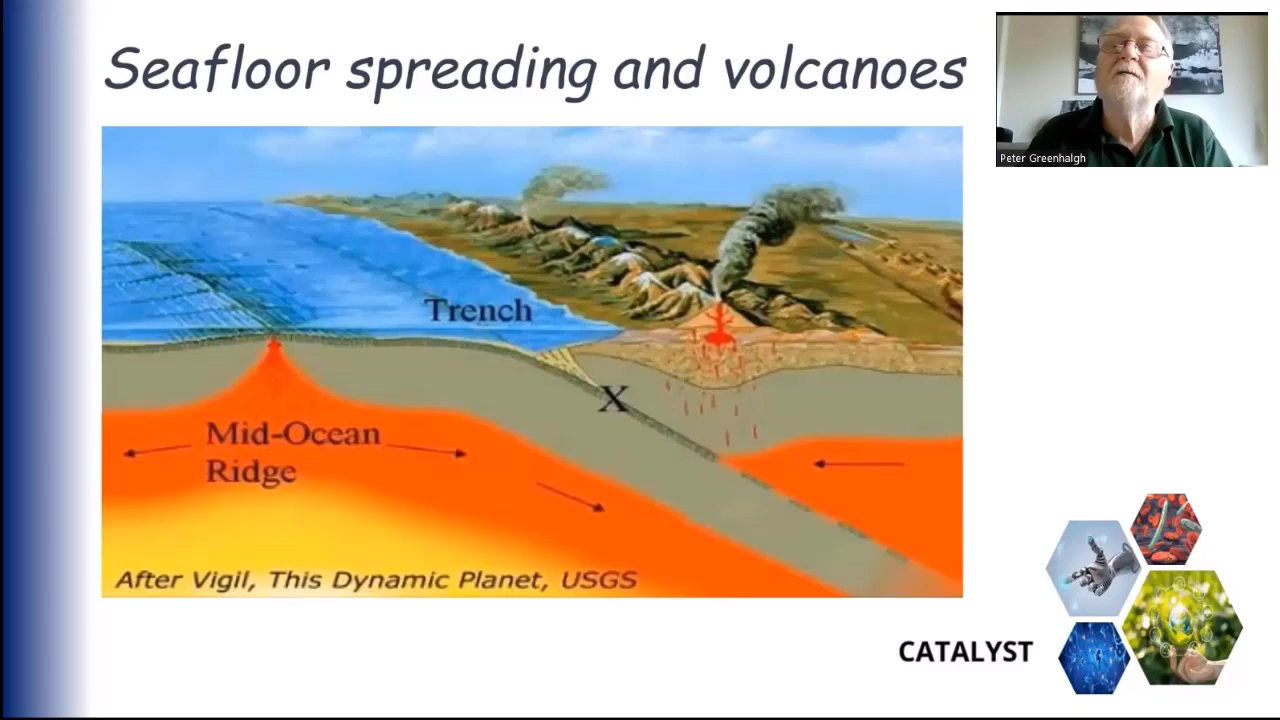 Seafloor spreading and volcanoes
Peter Greenhalgh
Trench
X
Mid-Ocean
Ridge
After Vigil, This Dynamic Planet, USGS
CATALYST